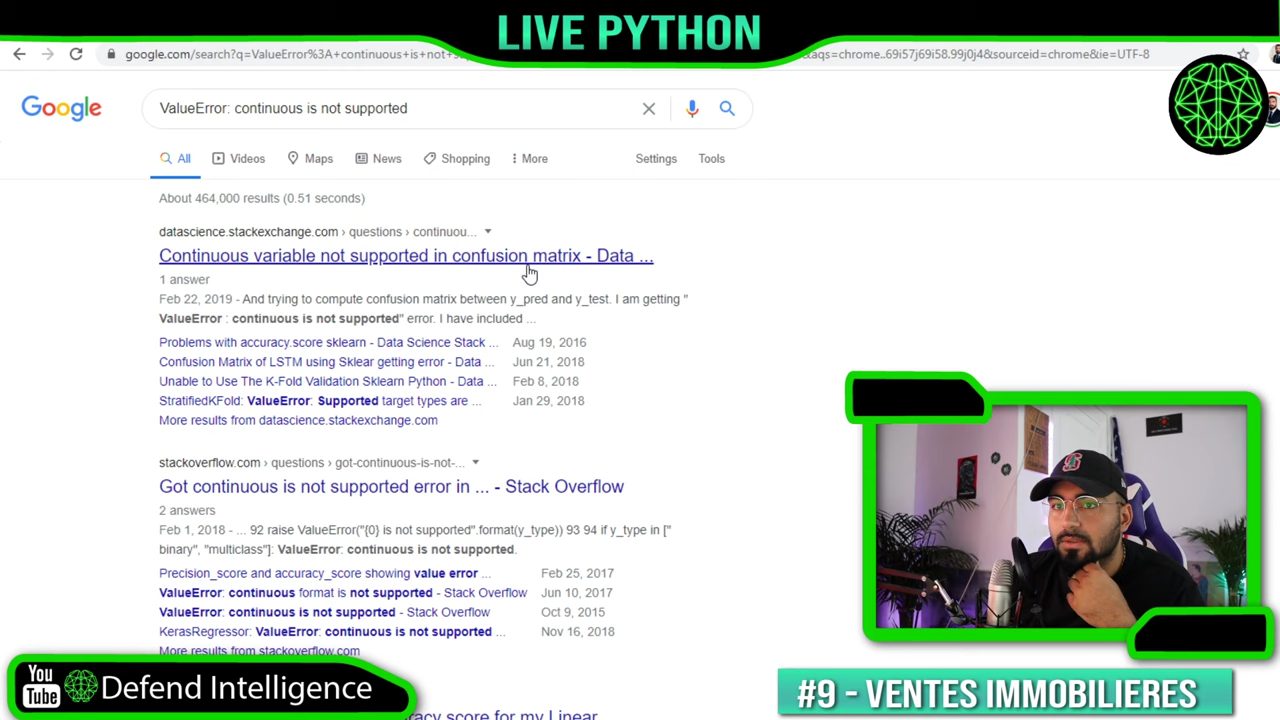 LIVE PYTHON
google.com/search?q=ValueError%3A+continuous+is+not+su
aqs=chrome..69i57j69i58.99j0j4&sourceid=chrome&ie=UTF-8
Google
ValueError: continuous is not supported
All
Videos
Maps
News
Shopping
More
Settings
Tools
About 464,000 results (0.51 seconds)
datascience.stackexchange.com › questions › continuou...
Continuous variable not supported in confusion matrix - Data ...
1 answer
Feb 22, 2019 - And trying to compute confusion matrix between y_pred and y_test. I am getting "
ValueError : continuous is not supported" error. I have included ...
Problems with accuracy.score sklearn - Data Science Stack ... Aug 19, 2016
Confusion Matrix of LSTM using Sklear getting error - Data ... Jun 21, 2018
Unable to Use The K-Fold Validation Sklearn Python - Data ... Feb 8, 2018
StratifiedKFold: ValueError: Supported target types are ... Jan 29, 2018
More results from datascience.stackexchange.com
stackoverflow.com › questions › got-continuous-is-not-...
Got continuous is not supported error in ... - Stack Overflow
2 answers
Feb 1, 2018 - ... 92 raise ValueError("{0} is not supported".format(y_type)) 93 94 if y_type in ["
binary", "multiclass"]: ValueError: continuous is not supported.
Precision_score and accuracy_score showing value error ... Feb 25, 2017
ValueError: continuous format is not supported - Stack Overflow Jun 10, 2017
ValueError: continuous is not supported - Stack Overflow Oct 9, 2015
KerasRegressor: ValueError: continuous is not supported ... Nov 16, 2018
More results from stackoverflow.com
You
Tube
Defend Intelligence
score for my Linear
#9 - VENTES IMMOBILIERES